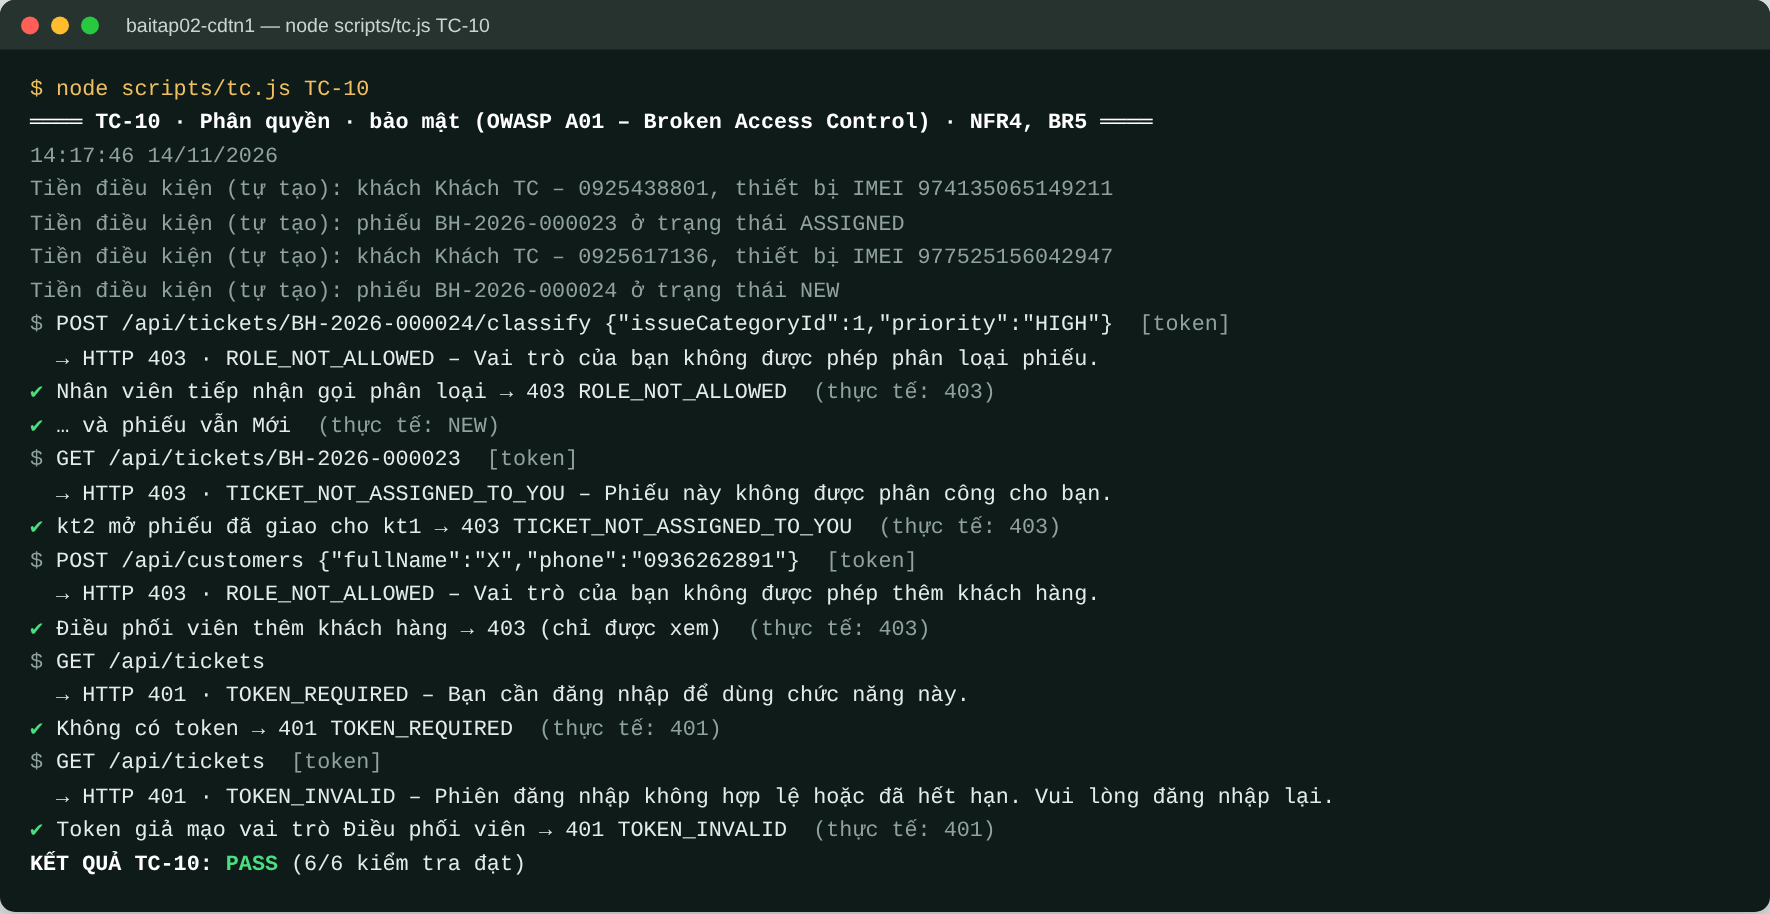 baitap02-cdtn1 — node scripts/tc.js TC-10
$ node scripts/tc.js TC-10
════ TC-10 · Phân quyền · bảo mật (OWASP A01 – Broken Access Control) · NFR4, BR5 ════
14:17:46 14/11/2026
Tiền điều kiện (tự tạo): khách Khách TC – 0925438801, thiết bị IMEI 974135065149211
Tiền điều kiện (tự tạo): phiếu BH-2026-000023 ở trạng thái ASSIGNED
Tiền điều kiện (tự tạo): khách Khách TC – 0925617136, thiết bị IMEI 977525156042947
Tiền điều kiện (tự tạo): phiếu BH-2026-000024 ở trạng thái NEW
$ POST /api/tickets/BH-2026-000024/classify {"issueCategoryId":1,"priority":"HIGH"}  [token]
→ HTTP 403 · ROLE_NOT_ALLOWED – Vai trò của bạn không được phép phân loại phiếu.
✔ Nhân viên tiếp nhận gọi phân loại → 403 ROLE_NOT_ALLOWED  (thực tế: 403)
✔ … và phiếu vẫn Mới  (thực tế: NEW)
$ GET /api/tickets/BH-2026-000023  [token]
→ HTTP 403 · TICKET_NOT_ASSIGNED_TO_YOU – Phiếu này không được phân công cho bạn.
✔ kt2 mở phiếu đã giao cho kt1 → 403 TICKET_NOT_ASSIGNED_TO_YOU  (thực tế: 403)
$ POST /api/customers {"fullName":"X","phone":"0936262891"}  [token]
→ HTTP 403 · ROLE_NOT_ALLOWED – Vai trò của bạn không được phép thêm khách hàng.
✔ Điều phối viên thêm khách hàng → 403 (chỉ được xem)  (thực tế: 403)
$ GET /api/tickets
→ HTTP 401 · TOKEN_REQUIRED – Bạn cần đăng nhập để dùng chức năng này.
✔ Không có token → 401 TOKEN_REQUIRED  (thực tế: 401)
$ GET /api/tickets  [token]
→ HTTP 401 · TOKEN_INVALID – Phiên đăng nhập không hợp lệ hoặc đã hết hạn. Vui lòng đăng nhập lại.
✔ Token giả mạo vai trò Điều phối viên → 401 TOKEN_INVALID  (thực tế: 401)
KẾT QUẢ TC-10: PASS (6/6 kiểm tra đạt)